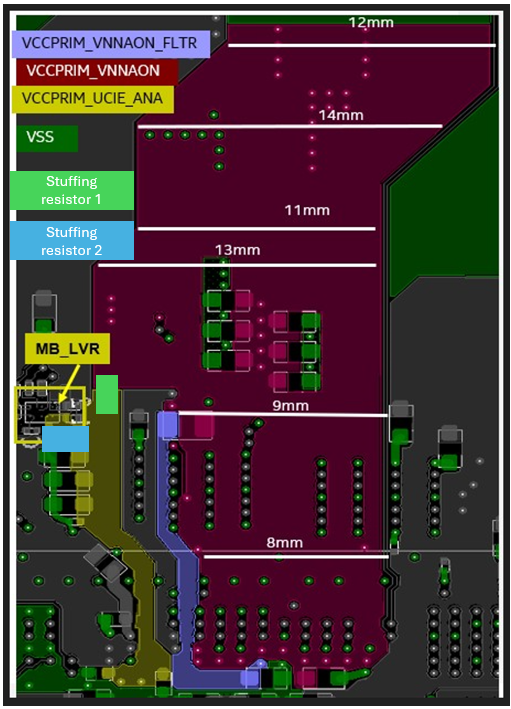 12mm
VCCPRIM_VNNAON_FLTR
VCCPRIM_VNNAON
VCCPRIM_UCIE_ANA
14mm
VSS
Stuffing
resistor 1
11mm
Stuffing
resistor 2
13mm
MB_LVR
9mm
8mm